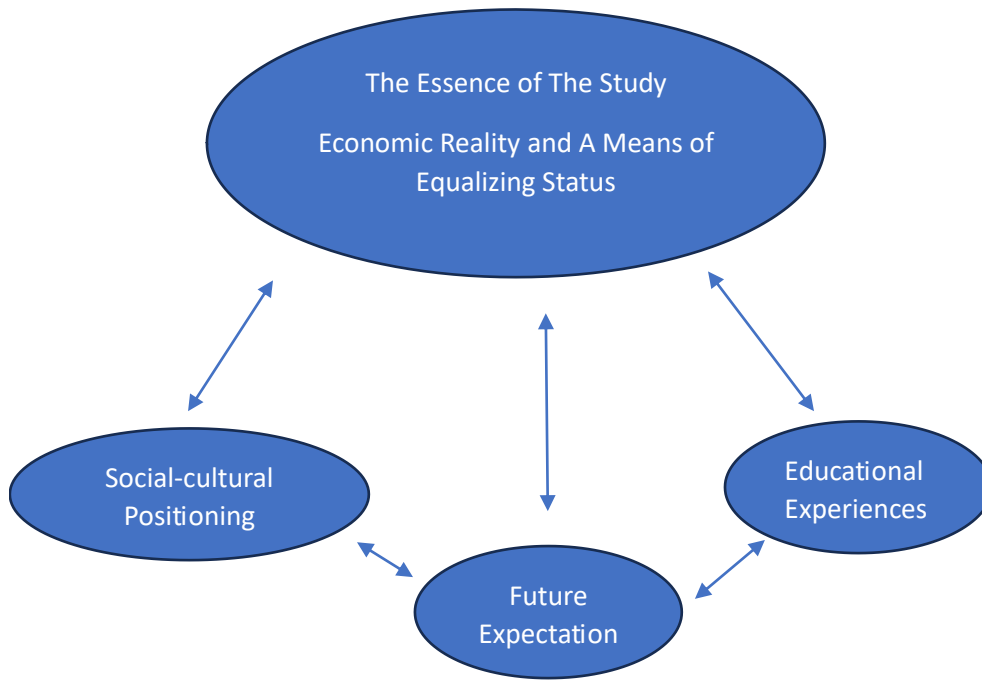 The Essence of The Study
Economic Reality and A Means of
Equalizing Status
Social-cultural
Positioning
Educational
Experiences
Future
Expectation